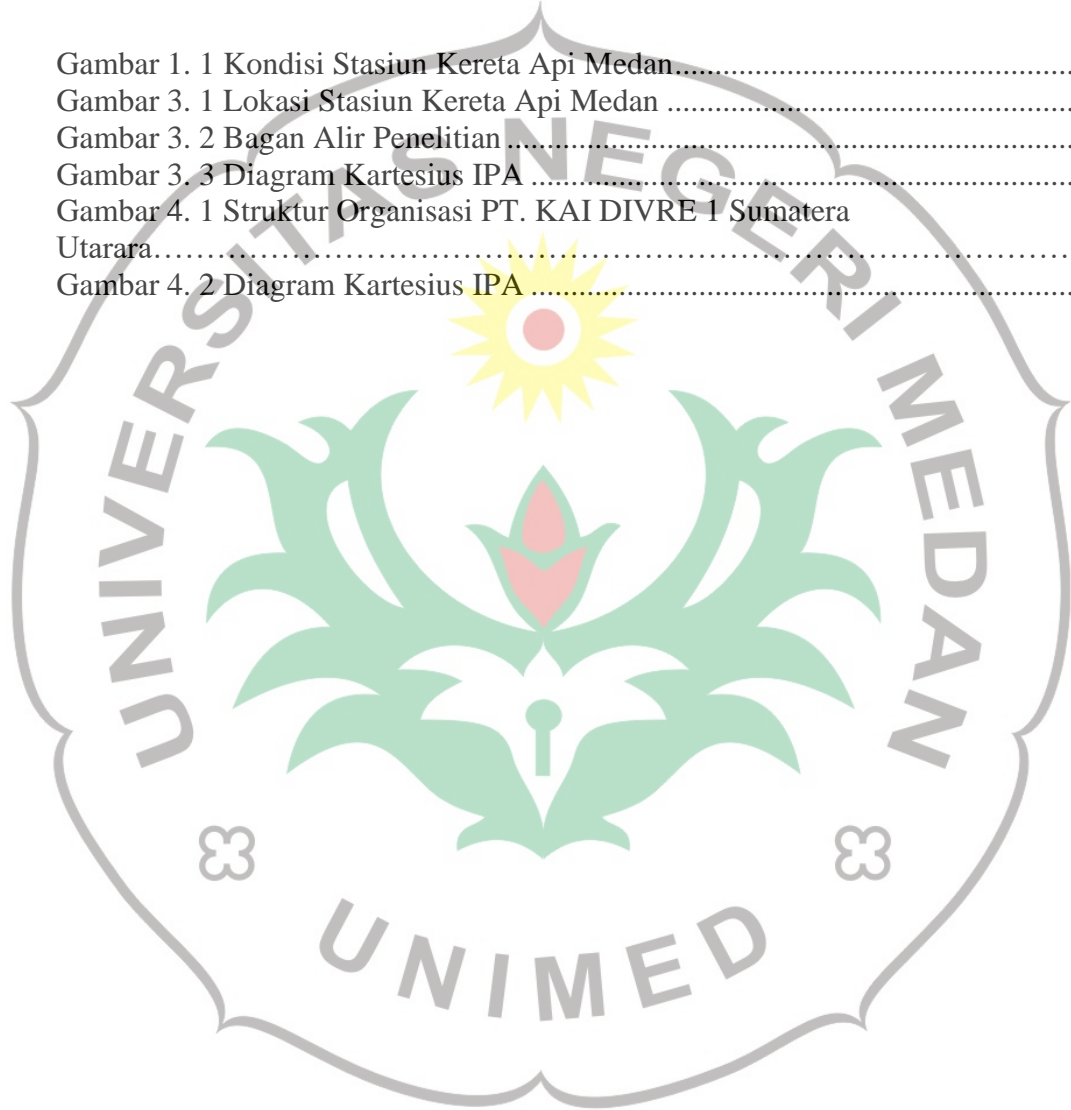 Gambar 1. 1 Kondisi Stasiun Kereta Api Medan..............................................
Gambar 3. 1 Lokasi Stasiun Kereta Api Medan ..............................................
Gambar 3. 2 Bagan Alir Penelitian ..............................................
Gambar 3. 3 Diagram Kartesius IPA ..............................................
Gambar 4. 1 Struktur Organisasi PT. KAI DIVRE 1 Sumatera
Utarara……………………………………………………………
Gambar 4. 2 Diagram Kartesius IPA ..............................................
UNIVERSITAS NEGERI MEDAN
UNIMED